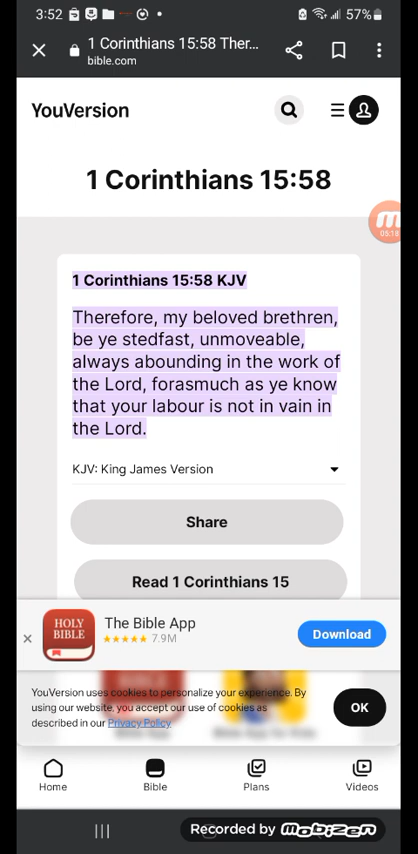 3:52 57%
1 Corinthians 15:58 Ther...
bible.com
YouVersion
1 Corinthians 15:58
05:18
1 Corinthians 15:58 KJV
Therefore, my beloved brethren,
be ye stedfast, unmoveable,
always abounding in the work of
the Lord, forasmuch as ye know
that your labour is not in vain in
the Lord.
KJV: King James Version
Share
Read 1 Corinthians 15
HOLY
BIBLE
The Bible App
★★★★★ 7.9M
Download
YouVersion uses cookies to personalize your experience. By
using our website, you accept our use of cookies as
described in our Privacy Policy
OK
Home Bible Plans Videos
Recorded by mobizen